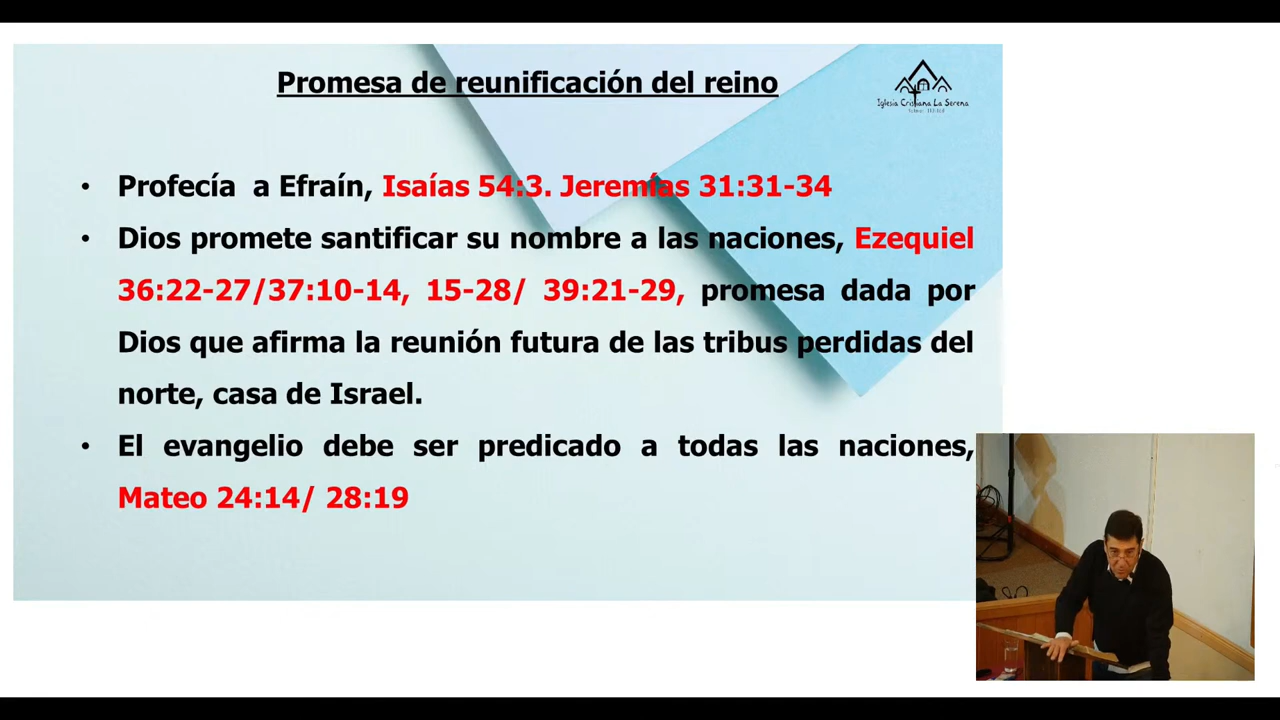 Promesa de reunificación del reino
Iglesia Cristiana La Serena
• Profecía a Efraín, Isaías 54:3. Jeremías 31:31-34
• Dios promete santificar su nombre a las naciones, Ezequiel
36:22-27/37:10-14, 15-28/ 39:21-29, promesa dada por
Dios que afirma la reunión futura de las tribus perdidas del
norte, casa de Israel.
• El evangelio debe ser predicado a todas las naciones,
Mateo 24:14/ 28:19